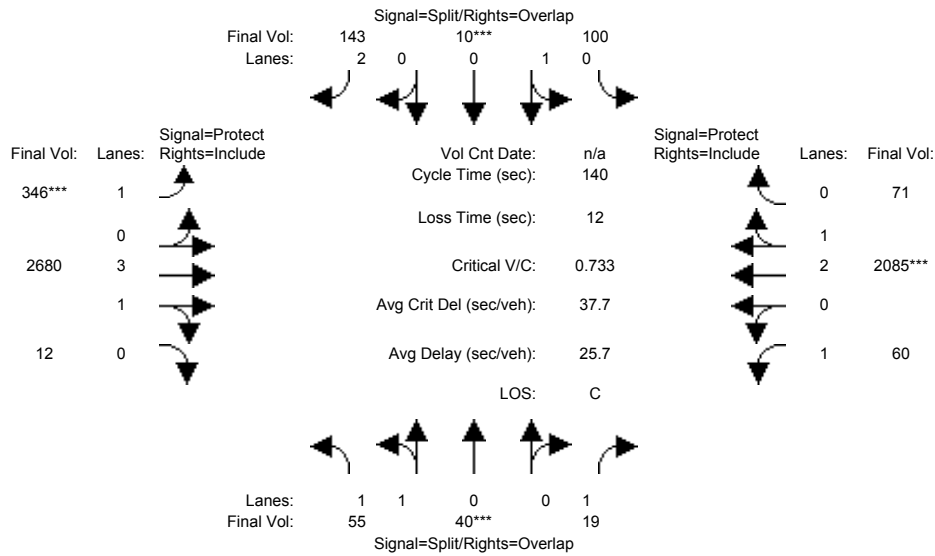 Signal=Split/Rights=Overlap
Final Vol: 143 10*** 100
Lanes: 2 0 0 1 0
Signal=Protect Signal=Protect
Final Vol: Lanes: Rights=Include Vol Cnt Date: n/a Rights=Include Lanes: Final Vol:
Cycle Time (sec): 140
346*** 1 0 71
Loss Time (sec): 12
0 1
2680 3 Critical V/C: 0.733 2 2085***
1 Avg Crit Del (sec/veh): 37.7 0
12 0 Avg Delay (sec/veh): 25.7 1 60
LOS: C
Lanes: 1 1 0 0 1
Final Vol: 55 40*** 19
Signal=Split/Rights=Overlap